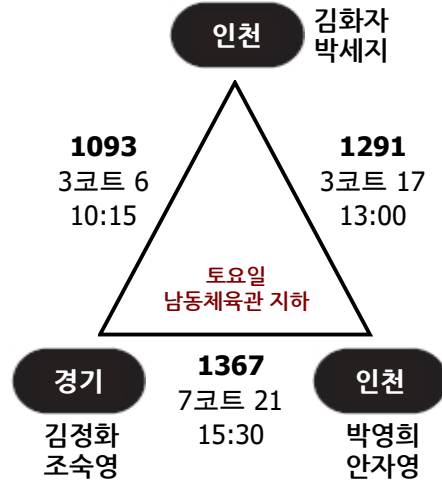 인천
김화자
박세지
1093
3코트 6
10:15
1291
3코트 17
13:00
토요일
남동체육관 지하
경기
김정화
조숙영
1367
7코트 21
15:30
인천
박영희
안자영